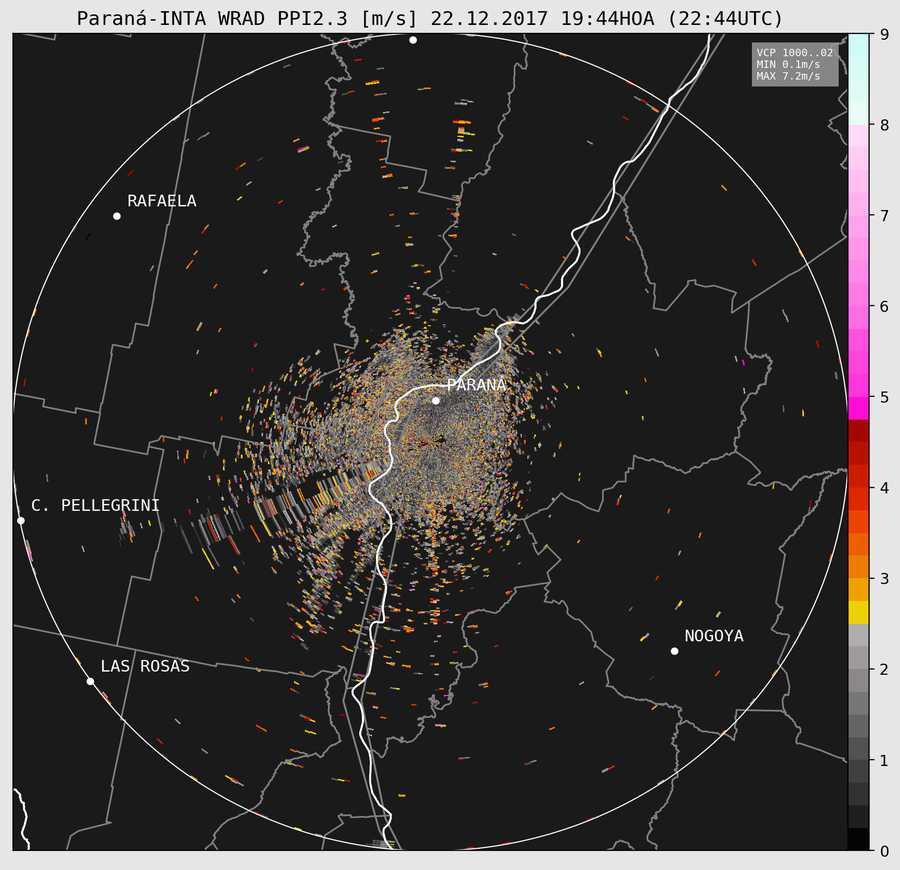 Paraná-INTA WRAD PPI2.3 [m/s] 22.12.2017 19:44HOA (22:44UTC)
VCP 1000..02
MIN 0.1m/s
MAX 7.2m/s
9
8
7
6
5
4
3
2
1
0
RAFAELA
PARANÁ
C. PELLEGRINI
NOGOYA
LAS ROSAS